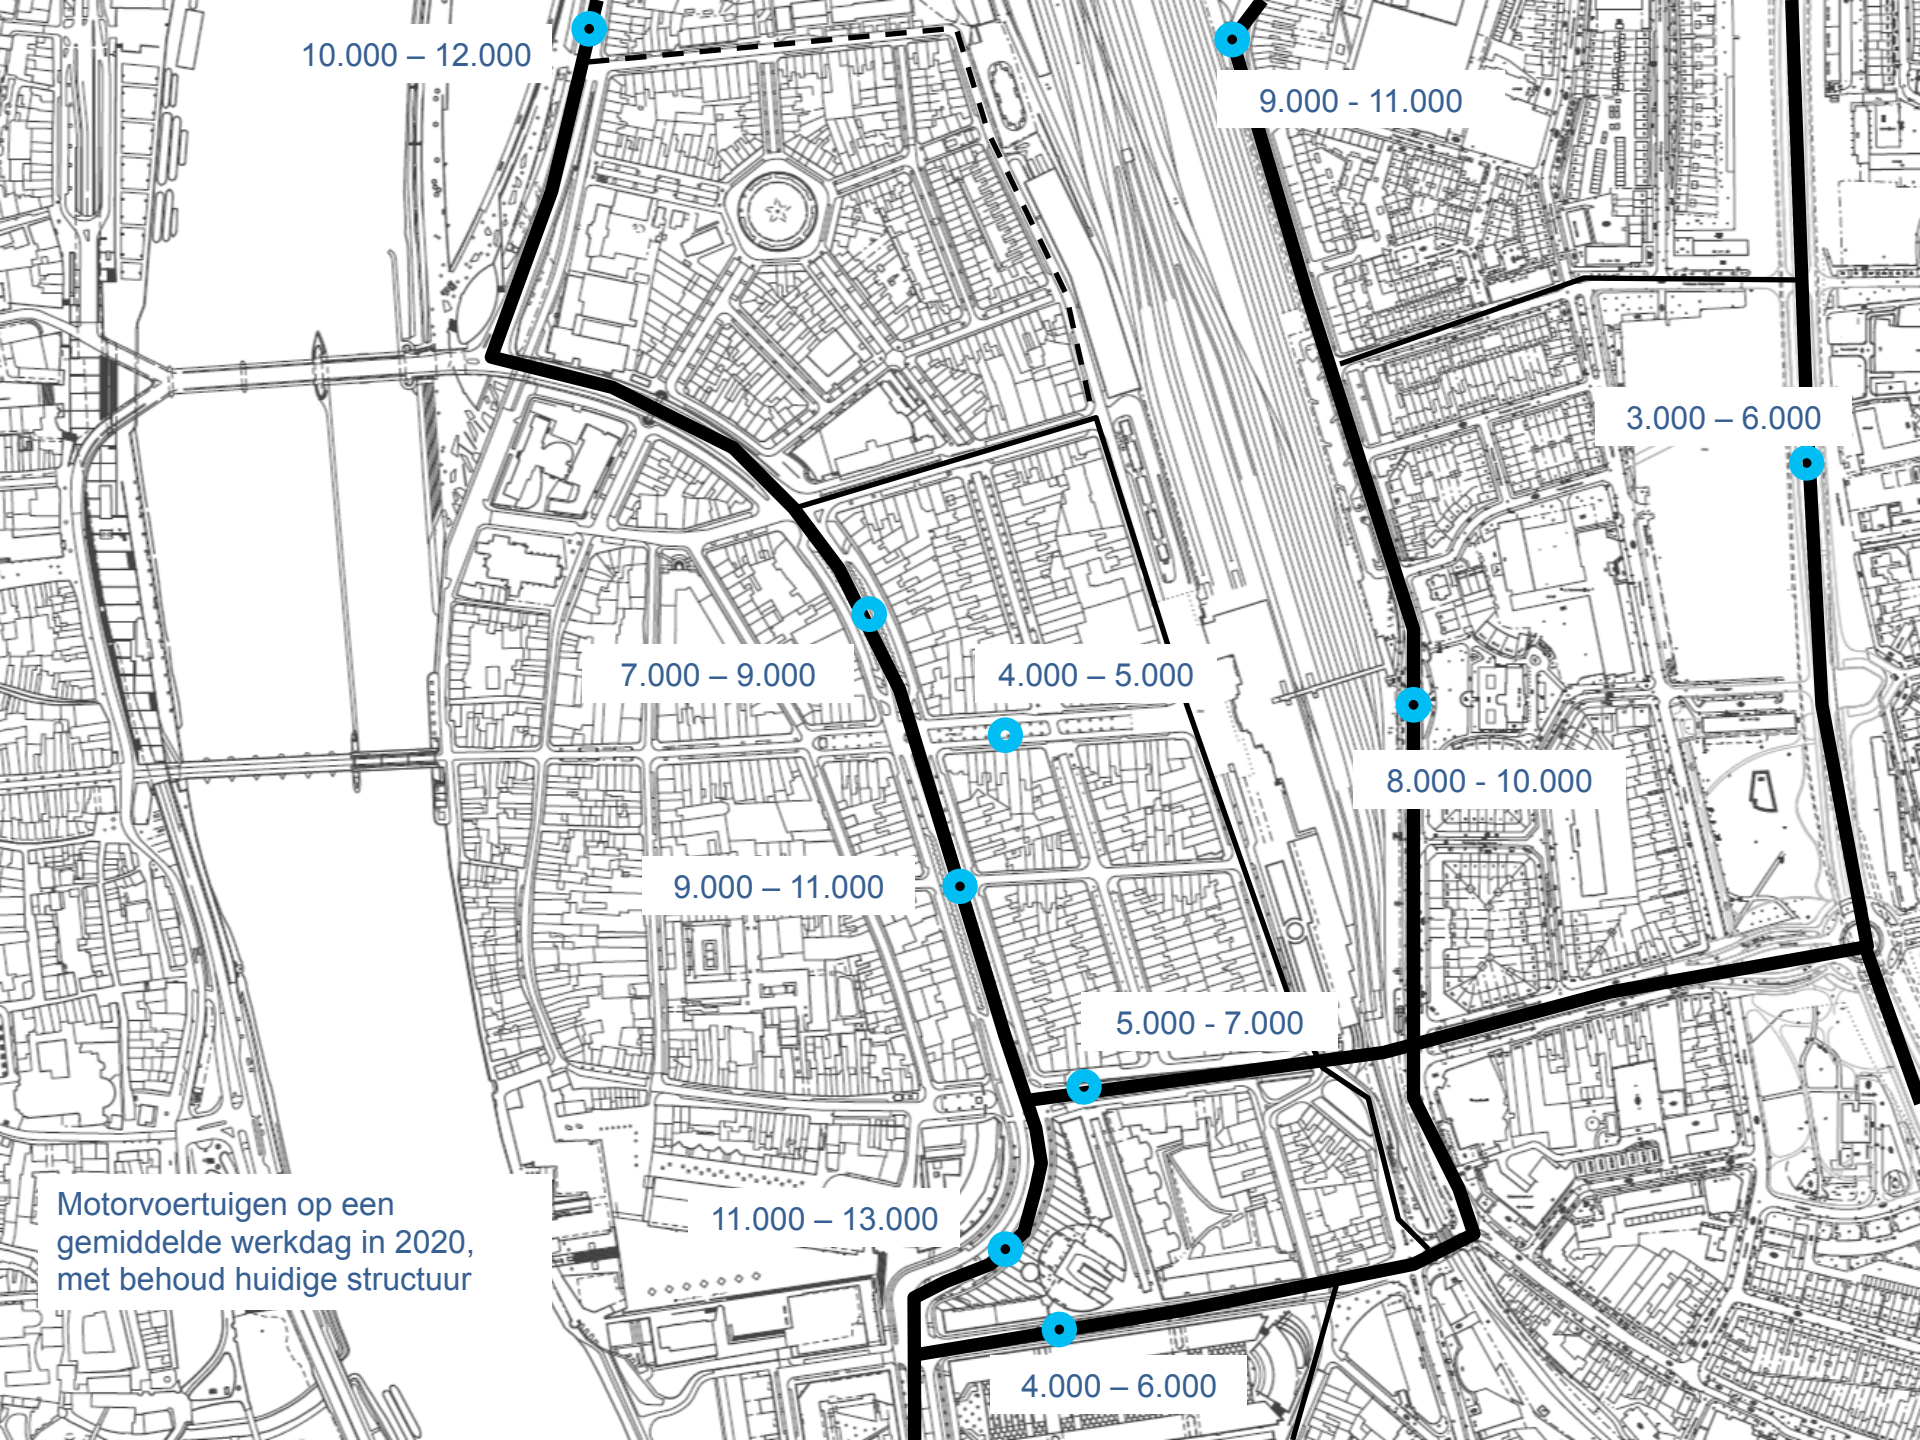 10.000 – 12.000
9.000 - 11.000
3.000 – 6.000
7.000 – 9.000
4.000 – 5.000
8.000 - 10.000
9.000 – 11.000
5.000 - 7.000
11.000 – 13.000
Motorvoertuigen op een
gemiddelde werkdag in 2020,
met behoud huidige structuur
4.000 – 6.000